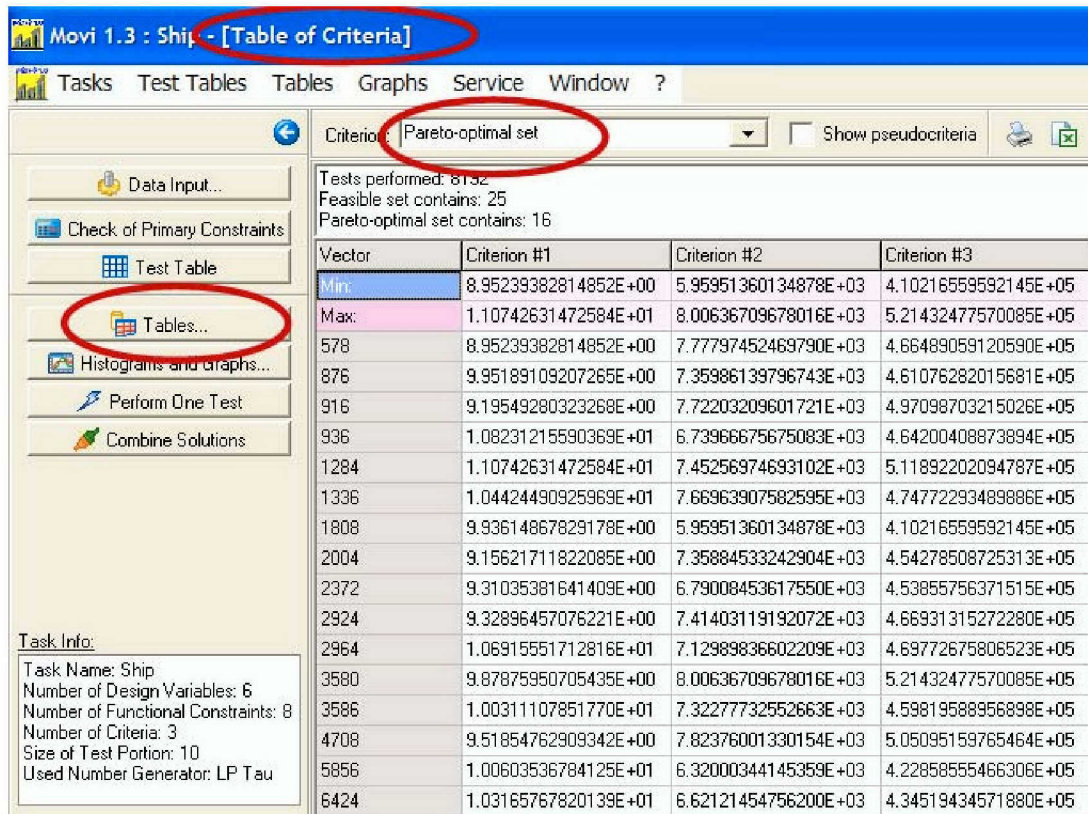 Movi 1.3 : Ship - [Table of Criteria]
Tasks Test Tables Tables Graphs Service Window ?
Criterion: Pareto-optimal set Show pseudocriteria
Data Input...
Check of Primary Constraints
Test Table
Tables...
Histograms and Graphs...
Perform One Test
Combine Solutions
Task Info:
Task Name: Ship
Number of Design Variables: 6
Number of Functional Constraints: 8
Number of Criteria: 3
Size of Test Portion: 10
Used Number Generator: LP Tau
Tests performed: 8192
Feasible set contains: 25
Pareto-optimal set contains: 16
Vector Criterion #1 Criterion #2 Criterion #3
Min: 8.95239382814852E+00 5.95951360134878E+03 4.10216559592145E+05
Max: 1.10742631472584E+01 8.00636709678016E+03 5.21432477570085E+05
578 8.95239382814852E+00 7.77797452469790E+03 4.66489059120590E+05
876 9.95189109207265E+00 7.35986139796743E+03 4.61076282015681E+05
916 9.19549280323268E+00 7.72203209601721E+03 4.97098703215026E+05
936 1.08231215590369E+01 6.73966675675083E+03 4.64200408873894E+05
1284 1.10742631472584E+01 7.45256974693102E+03 5.11892202094787E+05
1336 1.04424490925969E+01 7.66963907582595E+03 4.74772293489886E+05
1808 9.93614867829178E+00 5.95951360134878E+03 4.10216559592145E+05
2004 9.15621711822085E+00 7.35884533242904E+03 4.54278508725313E+05
2372 9.31035381641409E+00 6.79008453617550E+03 4.53855756371515E+05
2924 9.32896457076221E+00 7.41403119192072E+03 4.66931315272280E+05
2964 1.06915551712816E+01 7.12989836602209E+03 4.69772675806523E+05
3580 9.87875950705435E+00 8.00636709678016E+03 5.21432477570085E+05
3586 1.00311107851770E+01 7.32277732552663E+03 4.59819588956898E+05
4708 9.51854762909342E+00 7.82376001330154E+03 5.05095159765464E+05
5856 1.00603536784125E+01 6.32000344145359E+03 4.22858555466306E+05
6424 1.03165767820139E+01 6.62121454756200E+03 4.34519434571880E+05